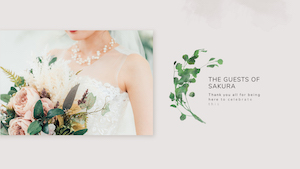 THE GUESTS OF
SAKURA
Thank you all for being
here to celebrate